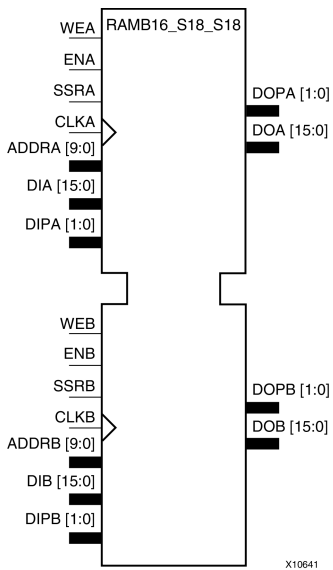 RAMB16_S18_S18
WEA
ENA
SSRA
CLKA
ADDRA [9:0]
DIA [15:0]
DIPA [1:0]
DOPA [1:0]
DOA [15:0]
WEB
ENB
SSRB
CLKB
ADDRB [9:0]
DIB [15:0]
DIPB [1:0]
DOPB [1:0]
DOB [15:0]
X10641